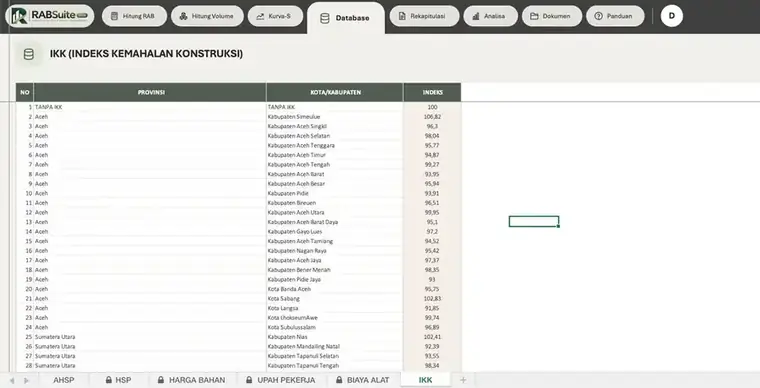 RABSuite
Hitung RAB
Hitung Volume
Kurva-S
Database
Rekapitulasi
Analisa
Dokumen
Panduan
D
IKK (INDEKS KEMAHALAN KONSTRUKSI)
NO PROVINSI KOTA/KABUPATEN INDEKS
1 TANPA IKK TANPA IKK 100
2 Aceh Kabupaten Simeulue 106,82
3 Aceh Kabupaten Aceh Singkil 96,3
4 Aceh Kabupaten Aceh Selatan 98,04
5 Aceh Kabupaten Aceh Tenggara 95,77
6 Aceh Kabupaten Aceh Timur 94,87
7 Aceh Kabupaten Aceh Tengah 99,27
8 Aceh Kabupaten Aceh Barat 93,95
9 Aceh Kabupaten Aceh Besar 95,94
10 Aceh Kabupaten Pidie 93,91
11 Aceh Kabupaten Bireuen 96,51
12 Aceh Kabupaten Aceh Utara 99,95
13 Aceh Kabupaten Aceh Barat Daya 95,1
14 Aceh Kabupaten Gayo Lues 97,2
15 Aceh Kabupaten Aceh Tamiang 94,52
16 Aceh Kabupaten Nagan Raya 95,42
17 Aceh Kabupaten Aceh Jaya 97,37
18 Aceh Kabupaten Bener Meriah 98,35
19 Aceh Kabupaten Pidie Jaya 93
20 Aceh Kota Banda Aceh 95,75
21 Aceh Kota Sabang 102,83
22 Aceh Kota Langsa 91,85
23 Aceh Kota LhokseumAwe 99,74
24 Aceh Kota Subulussalam 96,89
25 Sumatera Utara Kabupaten Nias 102,41
26 Sumatera Utara Kabupaten Mandailing Natal 92,39
27 Sumatera Utara Kabupaten Tapanuli Selatan 93,55
28 Sumatera Utara Kabupaten Tapanuli Tengah 98,34
AHSP HSP HARGA BAHAN UPAH PEKERJA BIAYA ALAT IKK